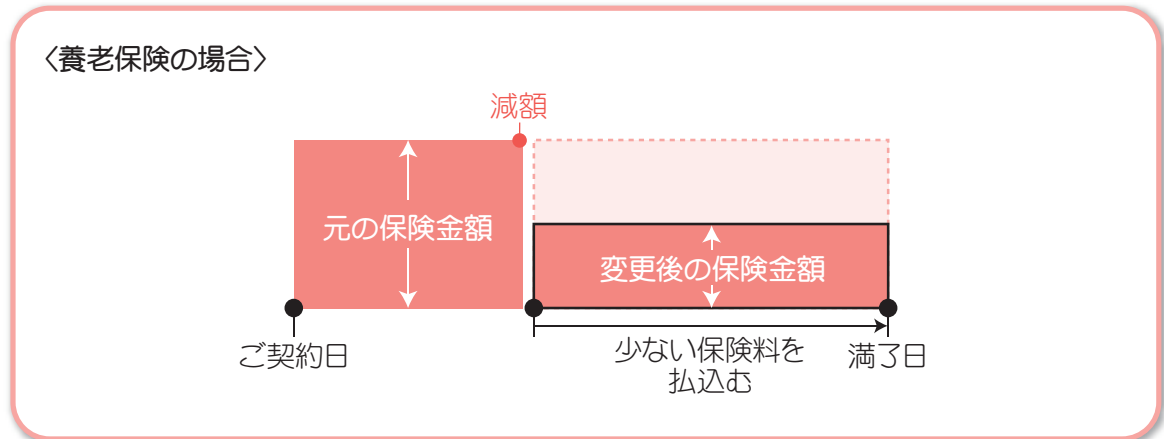 〈養老保険の場合〉
減額
元の保険金額
変更後の保険金額
ご契約日
少ない保険料を
払込む
満了日